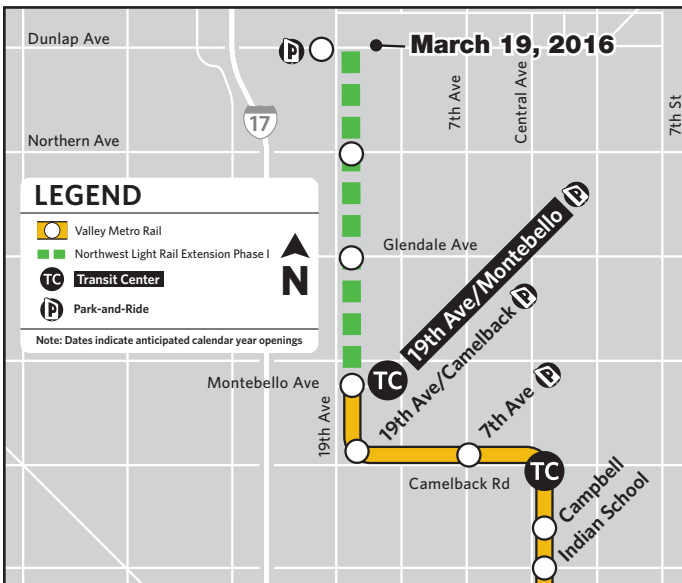 Dunlap Ave
P
March 19, 2016
7th Ave
Central Ave
7th St
17
Northern Ave
LEGEND
Valley Metro Rail
Northwest Light Rail Extension Phase I
TC Transit Center
P Park-and-Ride
Note: Dates indicate anticipated calendar year openings
N
Glendale Ave
19th Ave/Montebello P
19th Ave/Camelback P
7th Ave P
Montebello Ave
TC
19th Ave
TC
Camelback Rd
Campbell
Indian School